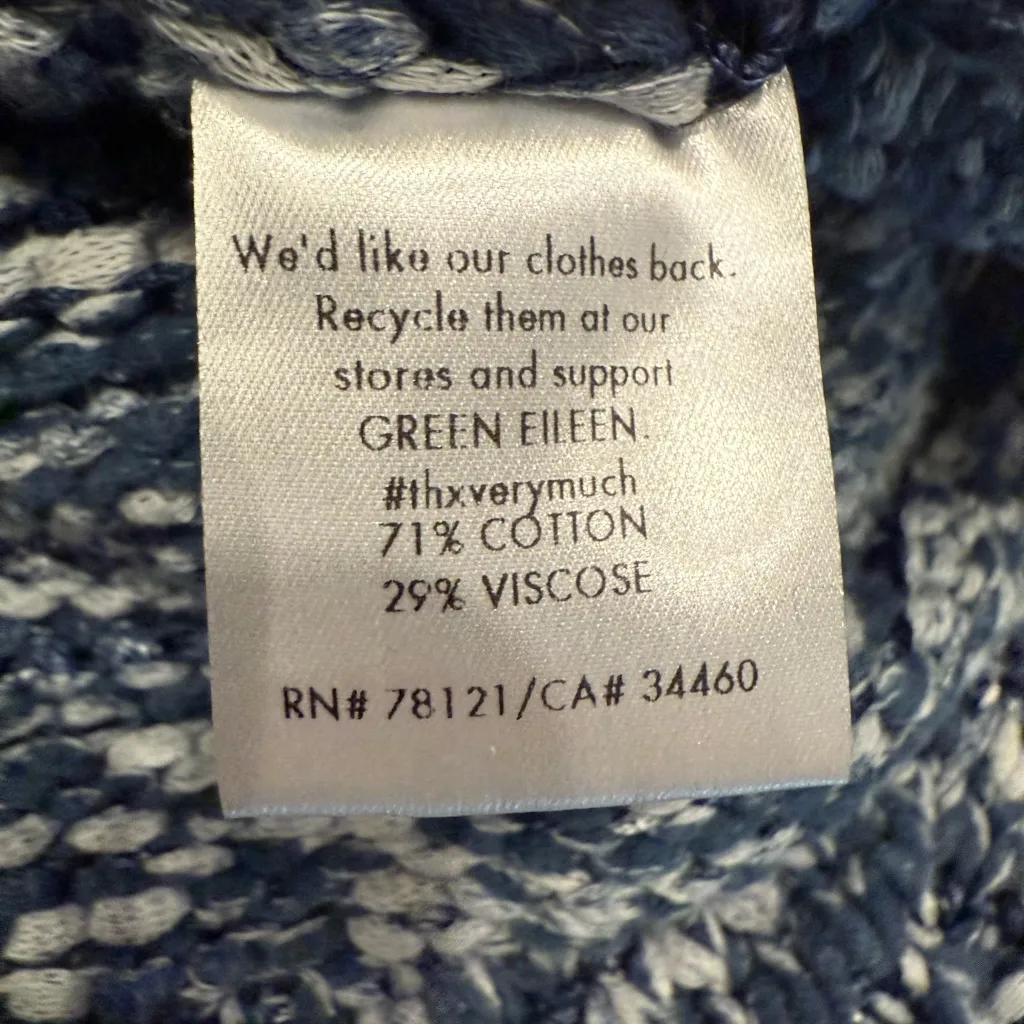 We'd like our clothes back.
Recycle them at our
stores and support
GREEN EILEEN.
#thxverymuch
71% COTTON
29% VISCOSE
RN# 78121/CA# 34460